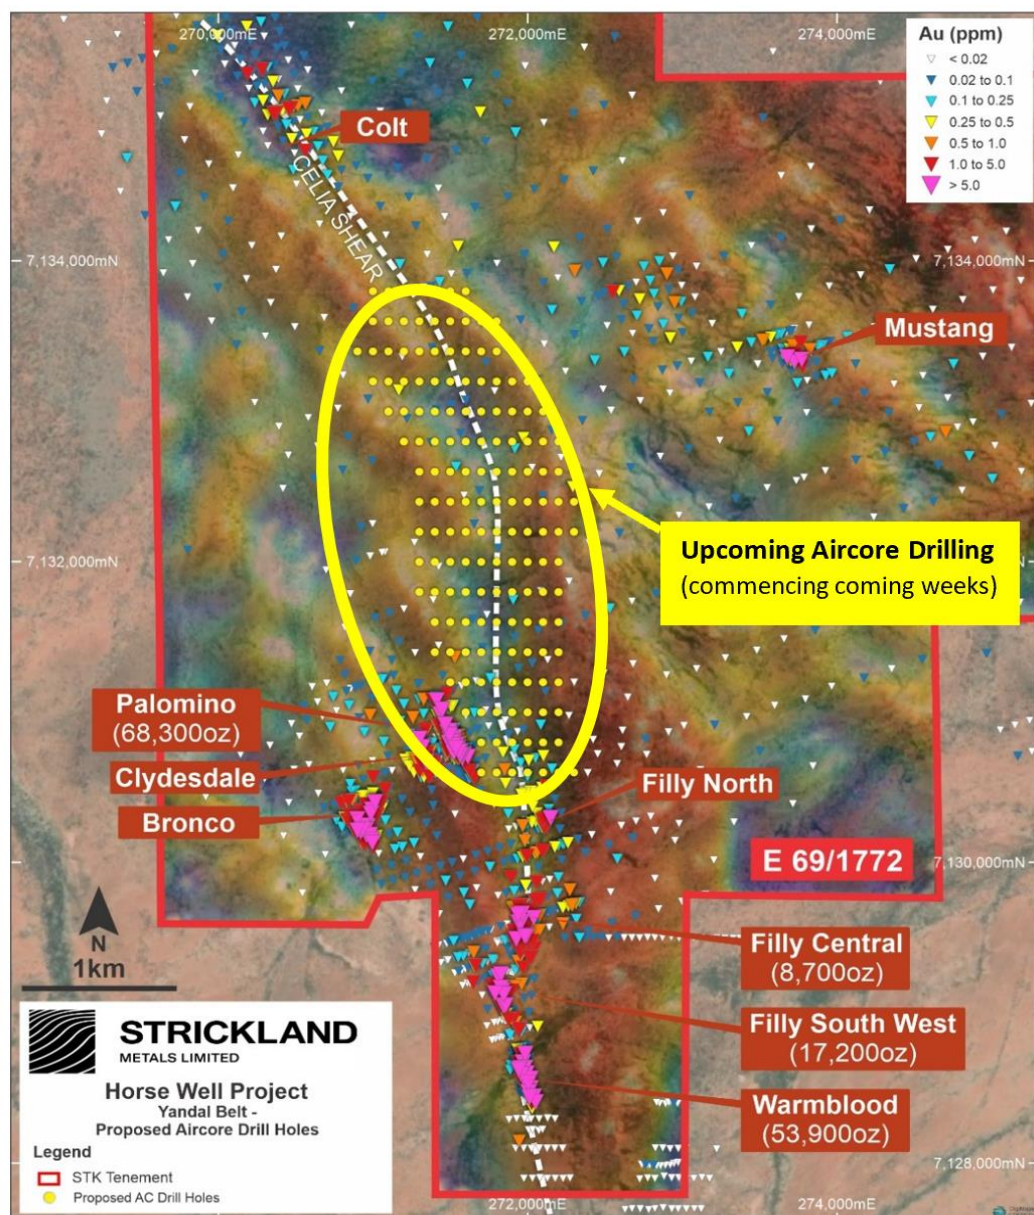 270,000mE
272,000mE
274,000mE
Au (ppm)
< 0.02
0.02 to 0.1
0.1 to 0.25
0.25 to 0.5
0.5 to 1.0
1.0 to 5.0
> 5.0
Colt
CELIA SHEAR
7,134,000mN
7,134,000mN
Mustang
Upcoming Aircore Drilling
(commencing coming weeks)
7,132,000mN
Palomino
(68,300oz)
Clydesdale
Bronco
Filly North
E 69/1772
7,130,000mN
N
1km
Filly Central
(8,700oz)
Filly South West
(17,200oz)
Warmblood
(53,900oz)
STRICKLAND
METALS LIMITED
Horse Well Project
Yandal Belt -
Proposed Aircore Drill Holes
Legend
STK Tenement
Proposed AC Drill Holes
7,128,000mN
272,000mE
274,000mE